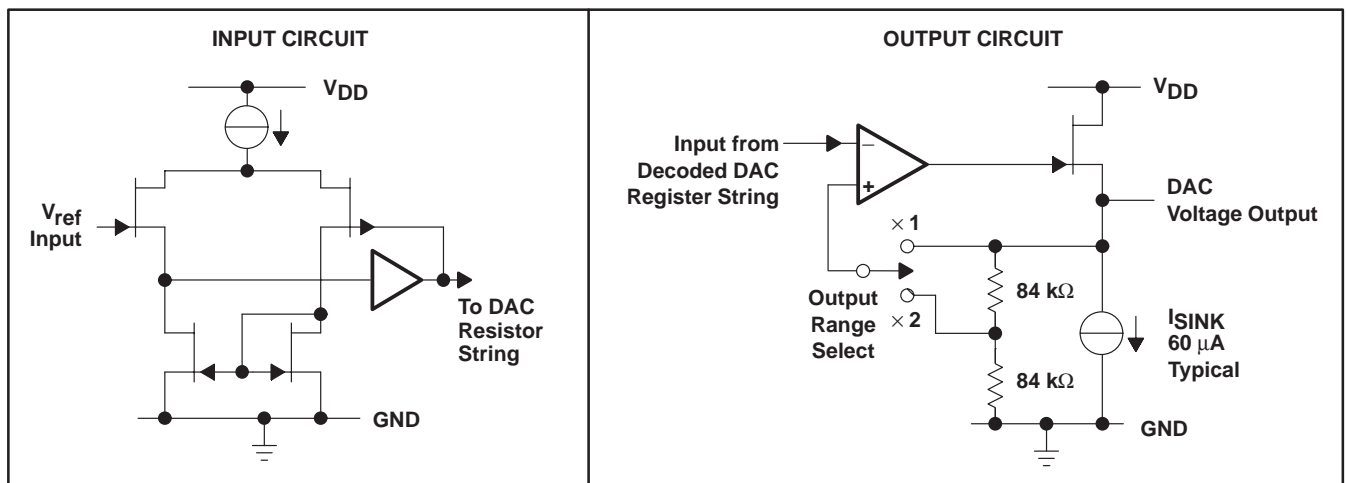 INPUT CIRCUIT
VDD
Vref
Input
To DAC
Resistor
String
GND
OUTPUT CIRCUIT
VDD
Input from
Decoded DAC
Register String
−
+
DAC
Voltage Output
× 1
84 kΩ
Output
Range
Select
× 2
ISINK
60 μA
Typical
84 kΩ
GND